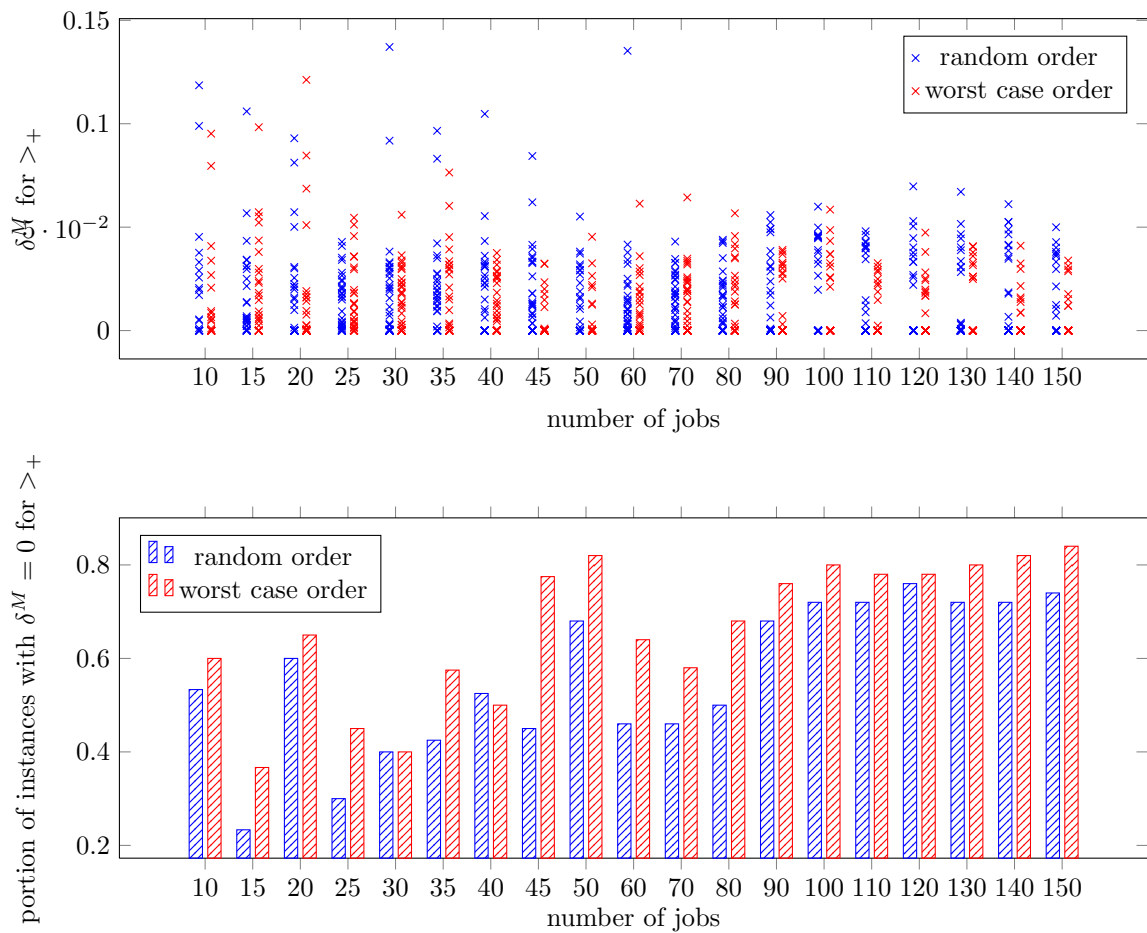 0.15
random order
worst case order
0.1
δ^M for >₊
5 · 10⁻²
0
10 15 20 25 30 35 40 45 50 60 70 80 90 100 110 120 130 140 150
number of jobs
portion of instances with δ^M = 0 for >₊
random order
worst case order
0.8
0.6
0.4
0.2
10 15 20 25 30 35 40 45 50 60 70 80 90 100 110 120 130 140 150
number of jobs